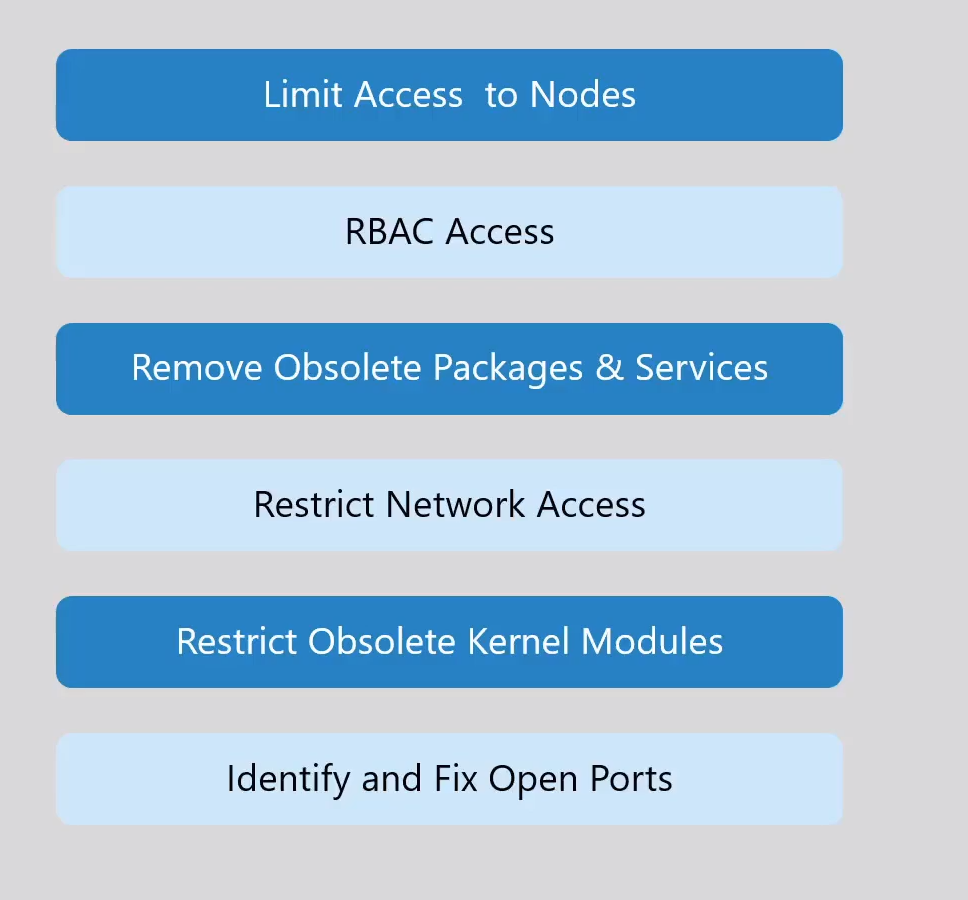 Limit Access  to Nodes
RBAC Access
Remove Obsolete Packages & Services
Restrict Network Access
Restrict Obsolete Kernel Modules
Identify and Fix Open Ports